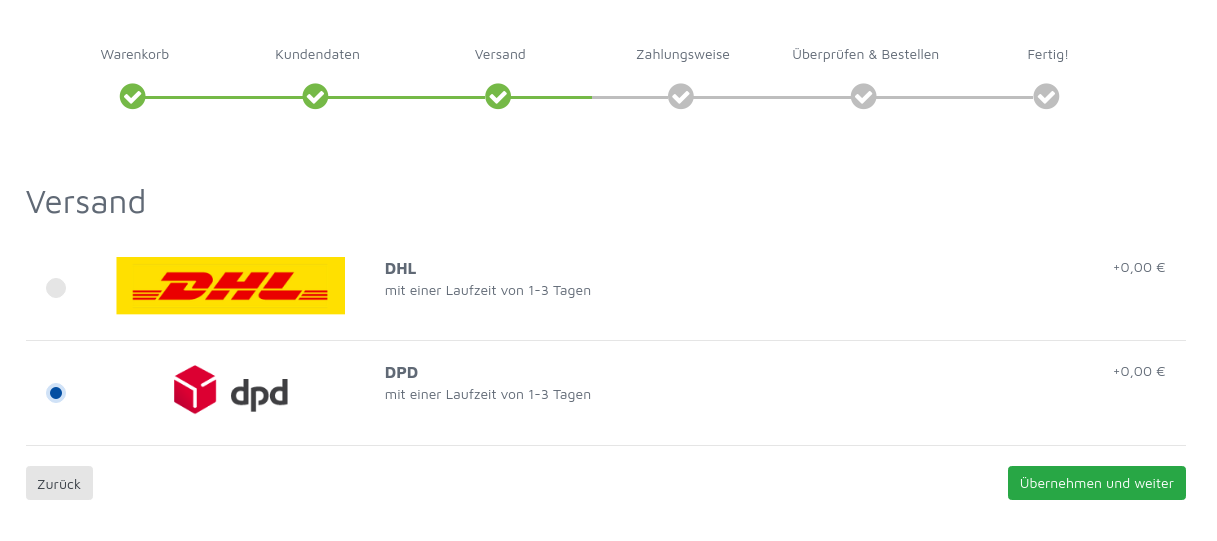 Warenkorb
Kundendaten
Versand
Zahlungsweise
Überprüfen & Bestellen
Fertig!
Versand
DHL
DHL
+0,00 €
mit einer Laufzeit von 1-3 Tagen
dpd
DPD
+0,00 €
mit einer Laufzeit von 1-3 Tagen
Zurück
Übernehmen und weiter